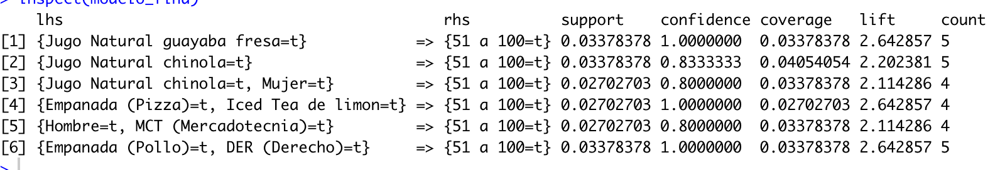 > inspect(modelo_final)
lhs rhs support confidence coverage lift count
[1] {Jugo Natural guayaba fresa=t} => {51 a 100=t} 0.03378378 1.0000000 0.03378378 2.642857 5
[2] {Jugo Natural chinola=t} => {51 a 100=t} 0.03378378 0.8333333 0.04054054 2.202381 5
[3] {Jugo Natural chinola=t, Mujer=t} => {51 a 100=t} 0.02702703 0.8000000 0.03378378 2.114286 4
[4] {Empanada (Pizza)=t, Iced Tea de limon=t} => {51 a 100=t} 0.02702703 1.0000000 0.02702703 2.642857 4
[5] {Hombre=t, MCT (Mercadotecnia)=t} => {51 a 100=t} 0.02702703 0.8000000 0.03378378 2.114286 4
[6] {Empanada (Pollo)=t, DER (Derecho)=t} => {51 a 100=t} 0.03378378 1.0000000 0.03378378 2.642857 5
>